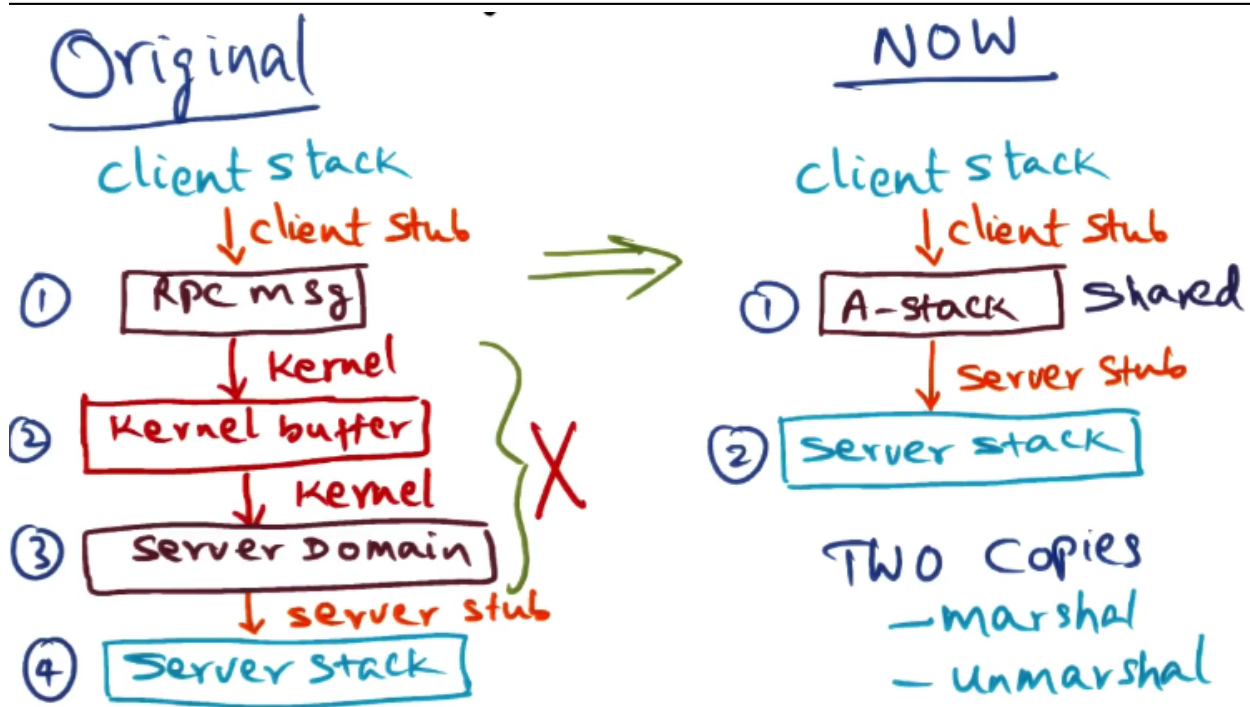 Original
client stack
client stub
① RPC msg
Kernel
② Kernel buffer
Kernel
③ Server Domain
server stub
④ Server stack
X
NOW
client stack
client stub
① A-stack Shared
server stub
② server stack
TWO Copies
- marshal
- unmarshal